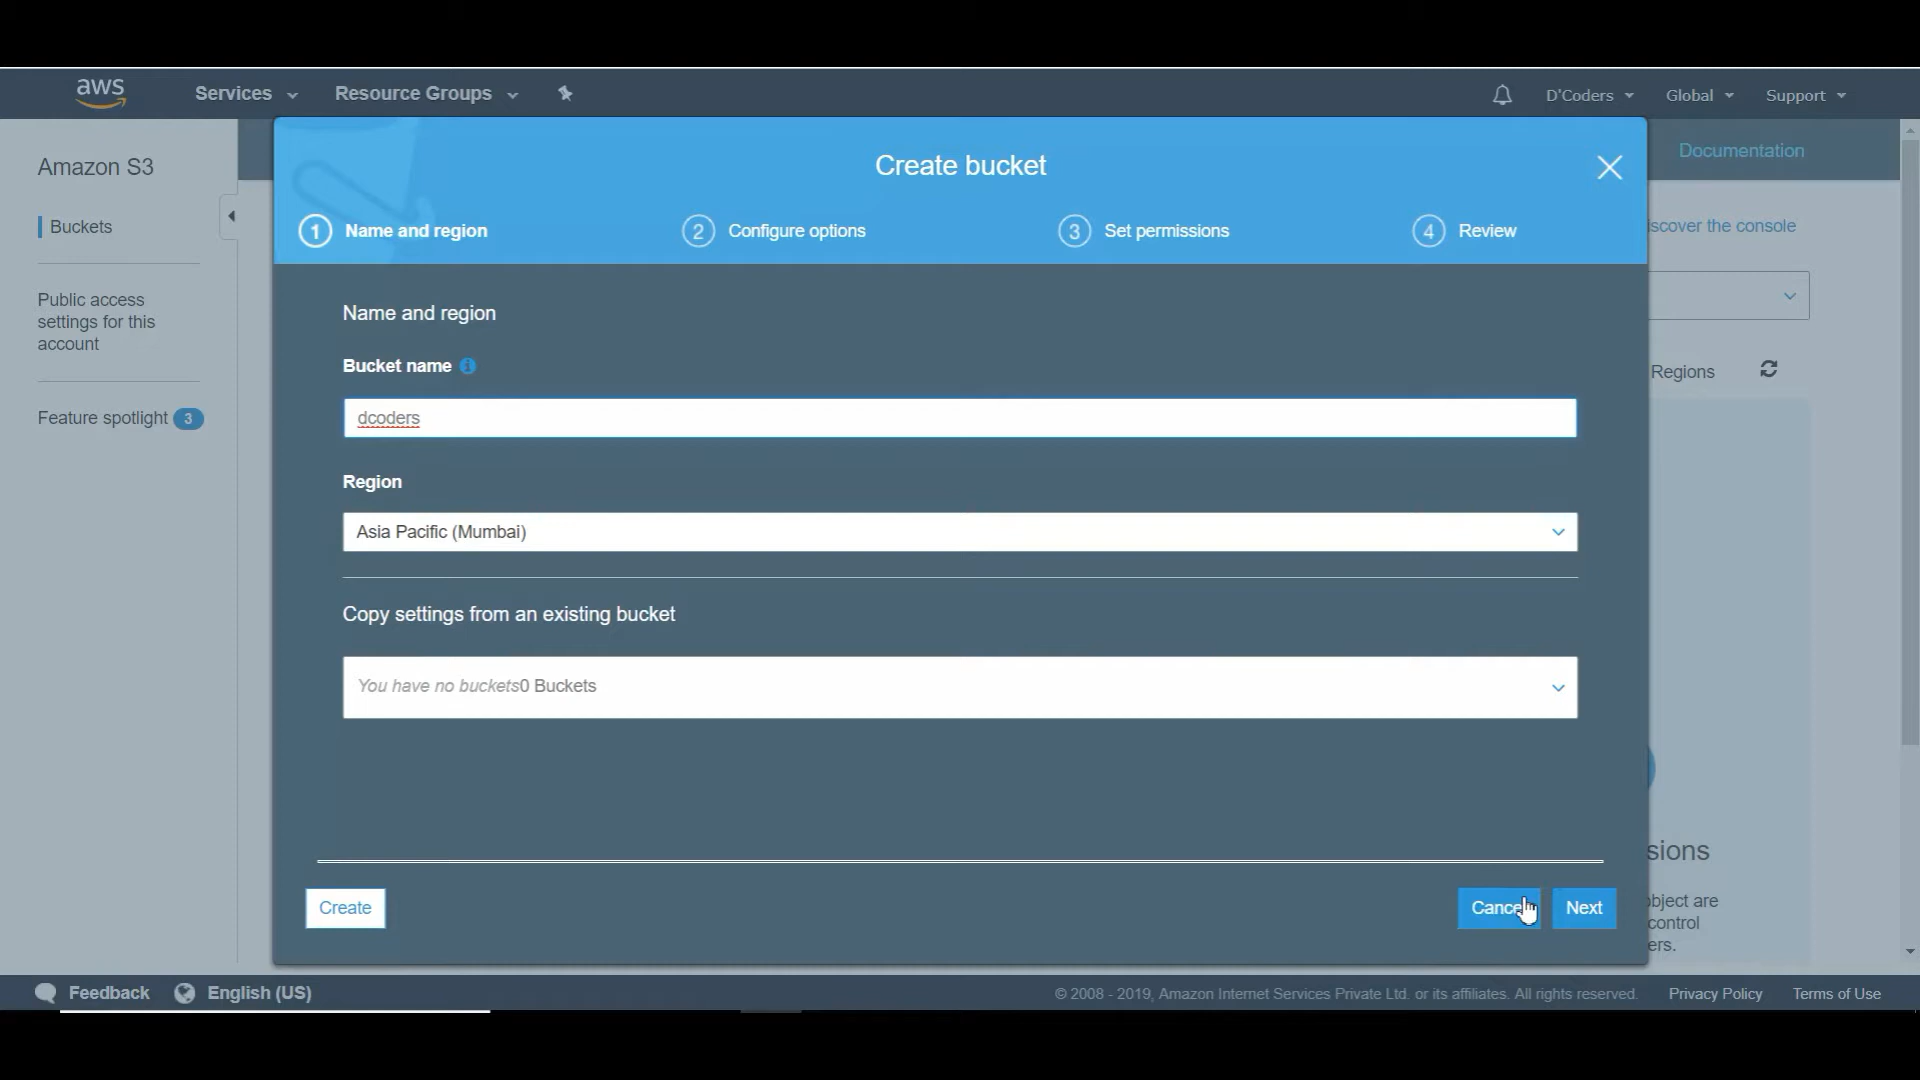 aws
Services
Resource Groups
D'Coders
Global
Support
Amazon S3
Buckets
Public access
settings for this
account
Feature spotlight 3
Documentation
iscover the console
Regions
Create bucket
1 Name and region
2 Configure options
3 Set permissions
4 Review
Name and region
Bucket name
dcoders
Region
Asia Pacific (Mumbai)
Copy settings from an existing bucket
You have no buckets0 Buckets
sions
bject are
control
ers.
Create
Cancel
Next
Feedback
English (US)
© 2008 - 2019, Amazon Internet Services Private Ltd. or its affiliates. All rights reserved.
Privacy Policy
Terms of Use